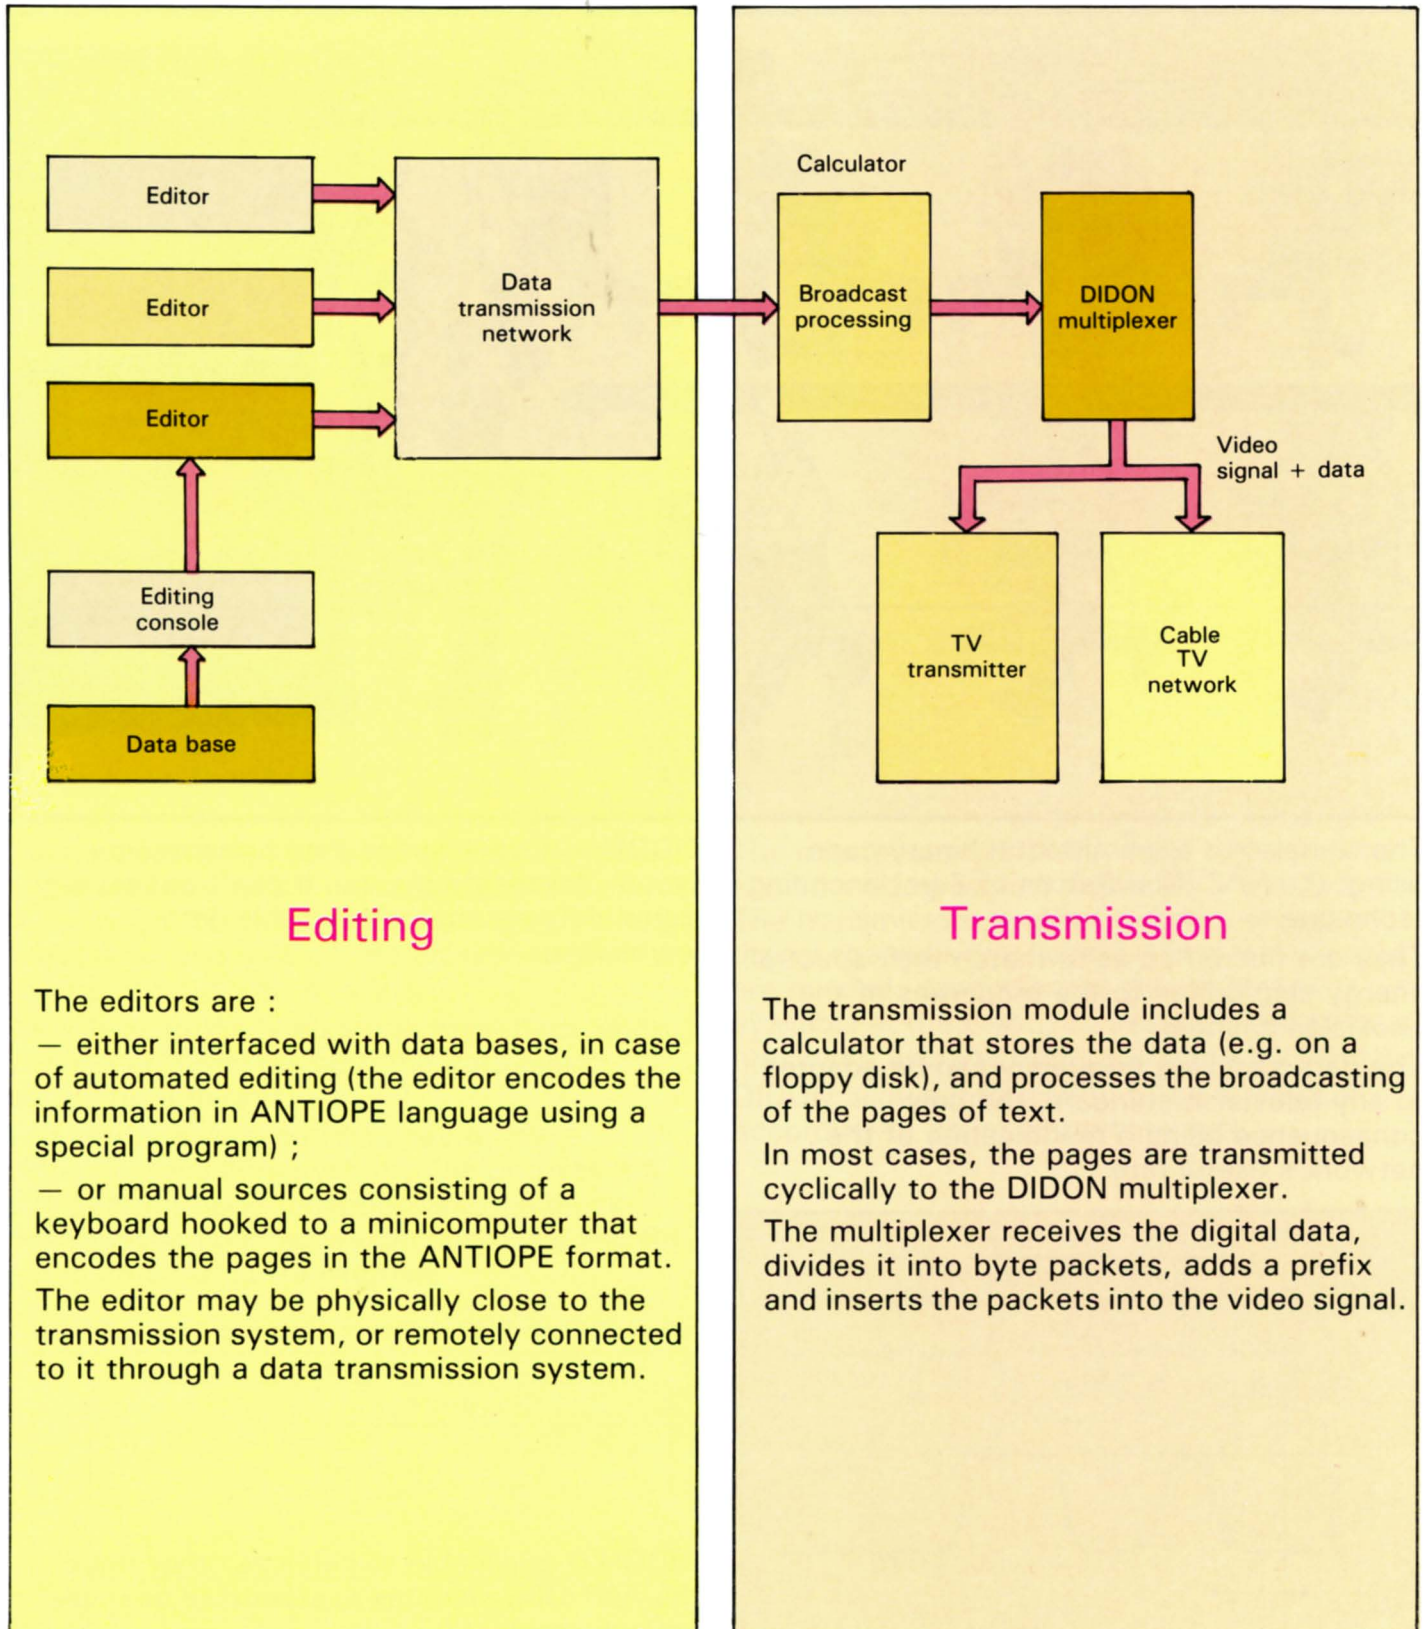 Editor
Editor
Editor
Data
transmission
network
Editing
console
Data base
Editing
The editors are :
— either interfaced with data bases, in case
of automated editing (the editor encodes the
information in ANTIOPE language using a
special program) ;
— or manual sources consisting of a
keyboard hooked to a minicomputer that
encodes the pages in the ANTIOPE format.
The editor may be physically close to the
transmission system, or remotely connected
to it through a data transmission system.
Calculator
Broadcast
processing
DIDON
multiplexer
Video
signal + data
TV
transmitter
Cable
TV
network
Transmission
The transmission module includes a
calculator that stores the data (e.g. on a
floppy disk), and processes the broadcasting
of the pages of text.
In most cases, the pages are transmitted
cyclically to the DIDON multiplexer.
The multiplexer receives the digital data,
divides it into byte packets, adds a prefix
and inserts the packets into the video signal.